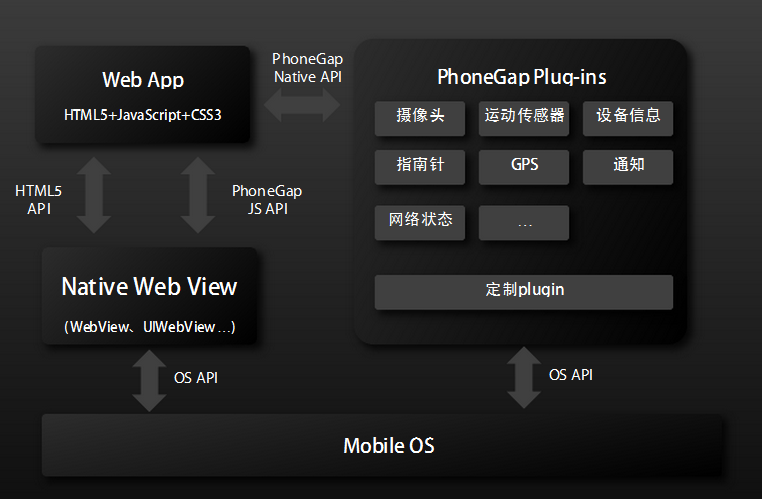 Web App
HTML5+JavaScript+CSS3
PhoneGap
Native API
PhoneGap Plug-ins
摄像头
运动传感器
设备信息
指南针
GPS
通知
网络状态
...
定制plugin
HTML5
API
PhoneGap
JS API
Native Web View
(WebView、UIWebView...)
OS API
OS API
Mobile OS